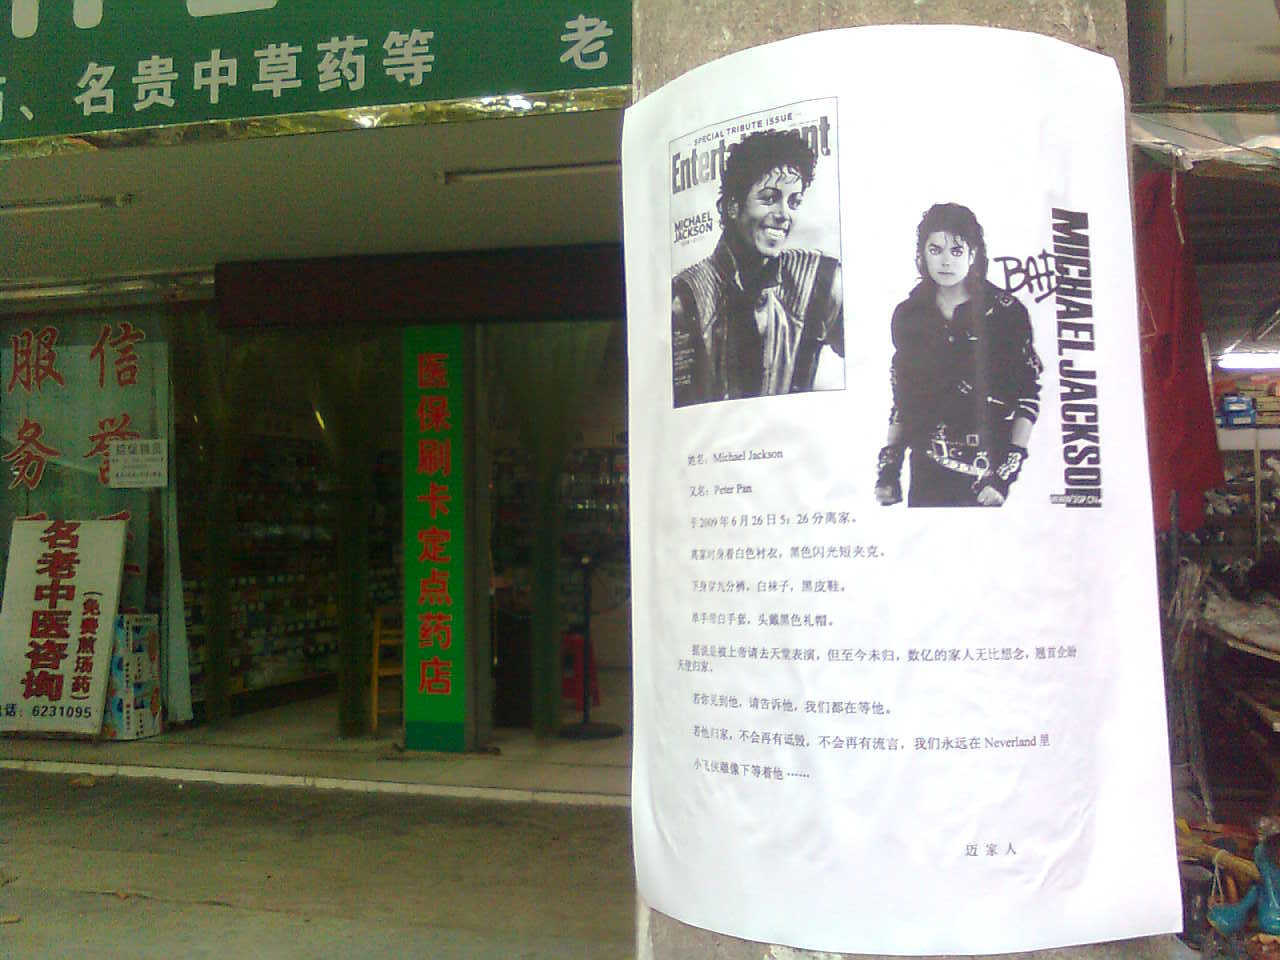 、名贵中草药等
老
服务
信誉
招促销员
医保刷卡定点药店
名老中医咨询
（免费煎汤药）
电话：6231095
SPECIAL TRIBUTE ISSUE
Entertainment
MICHAEL
JACKSON
BAD
MICHAEL JACKSON
姓名：Michael Jackson
又名：Peter Pan
于2009年6月26日5：26分离家。
离家时身着白色衬衣，黑色闪光短夹克。
下身穿九分裤，白袜子，黑皮鞋。
单手带白手套，头戴黑色礼帽。
据说是被上帝请去天堂表演，但至今未归，数亿的家人无比想念，翘首企盼
天使归家。
若你见到他，请告诉他，我们都在等他。
若他归家，不会再有诋毁，不会再有流言，我们永远在 Neverland 里
小飞侠雕像下等着他……
迈家人